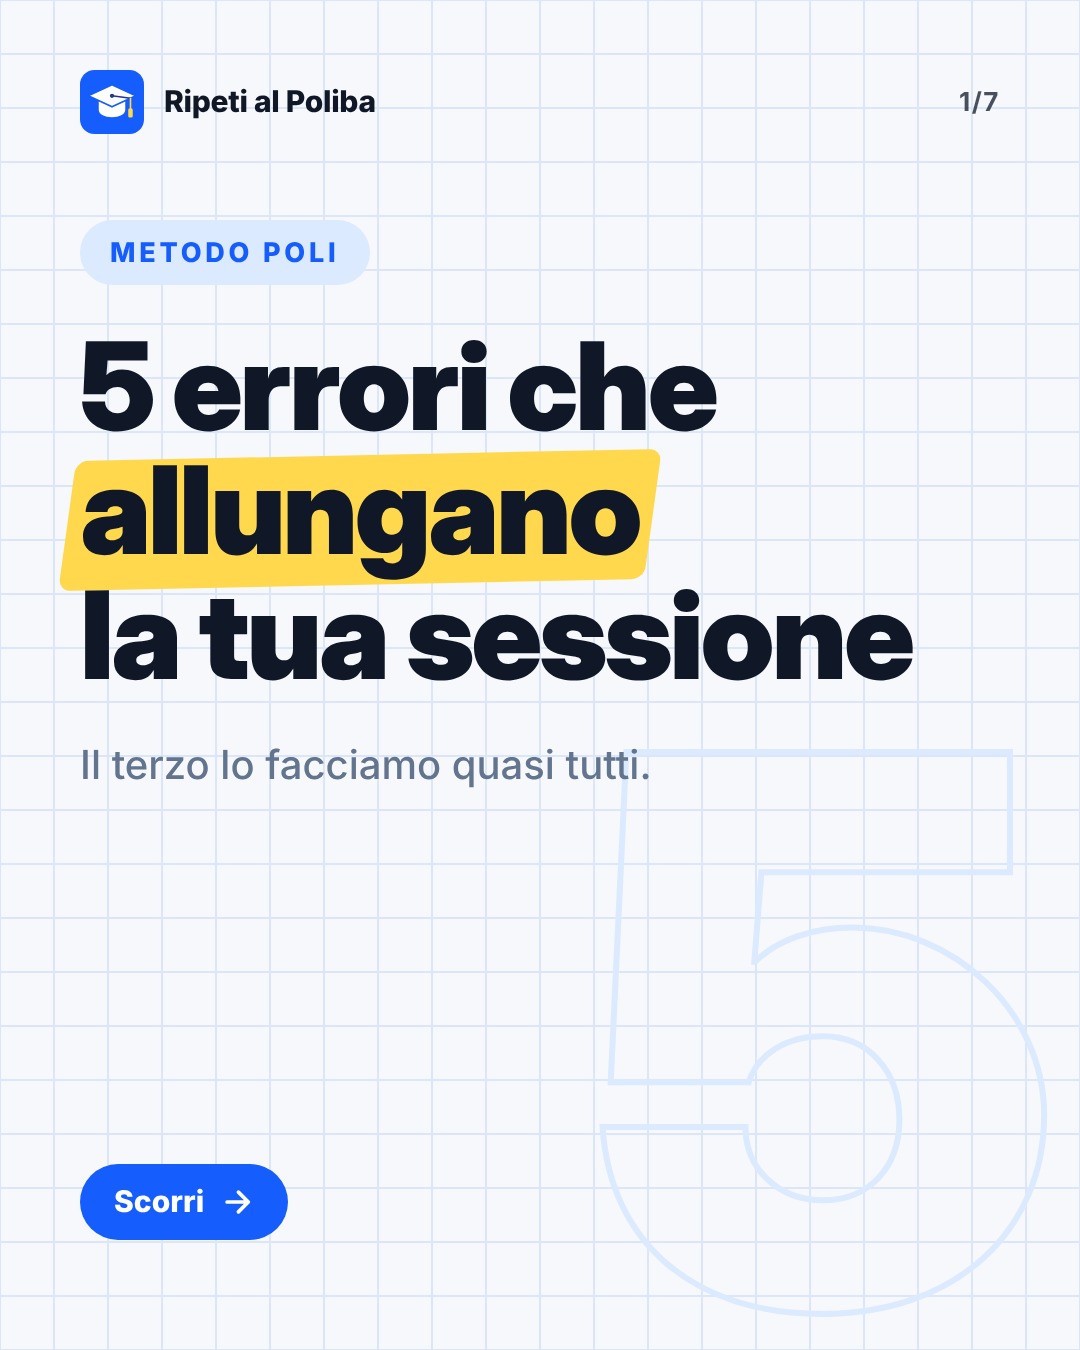 Ripeti al Poliba
1/7
METODO POLI
5 errori che
allungano
la tua sessione
Il terzo lo facciamo quasi tutti.
5
Scorri →